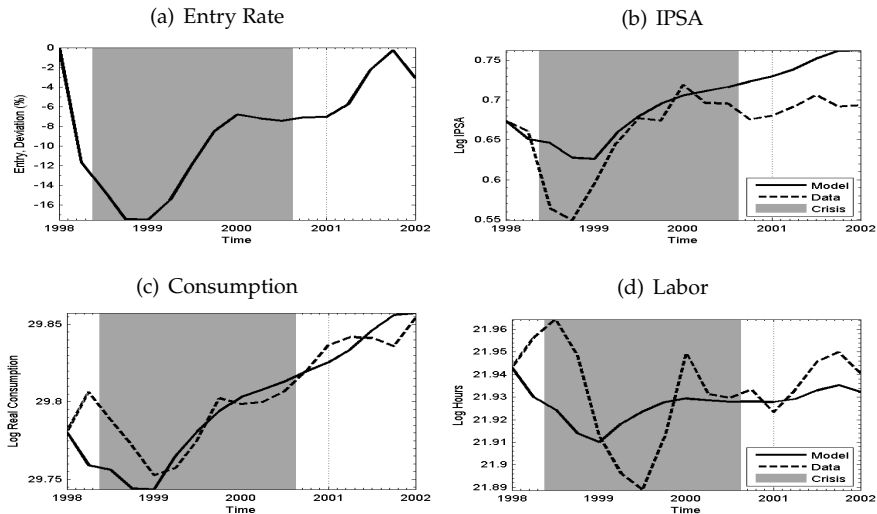 (a) Entry Rate
0
-2
-4
-6
-8
-10
-12
-14
-16
Entry, Deviation (%)
1998
1999
2000
2001
2002
Time
(b) IPSA
0.75
0.7
0.65
0.6
0.55
Log IPSA
Model
Data
Crisis
1998
1999
2000
2001
2002
Time
(c) Consumption
29.85
29.8
29.75
Log Real Consumption
1998
1999
2000
2001
2002
Time
(d) Labor
21.96
21.95
21.94
21.93
21.92
21.91
21.9
21.89
Log Hours
Model
Data
Crisis
1998
1999
2000
2001
2002
Time